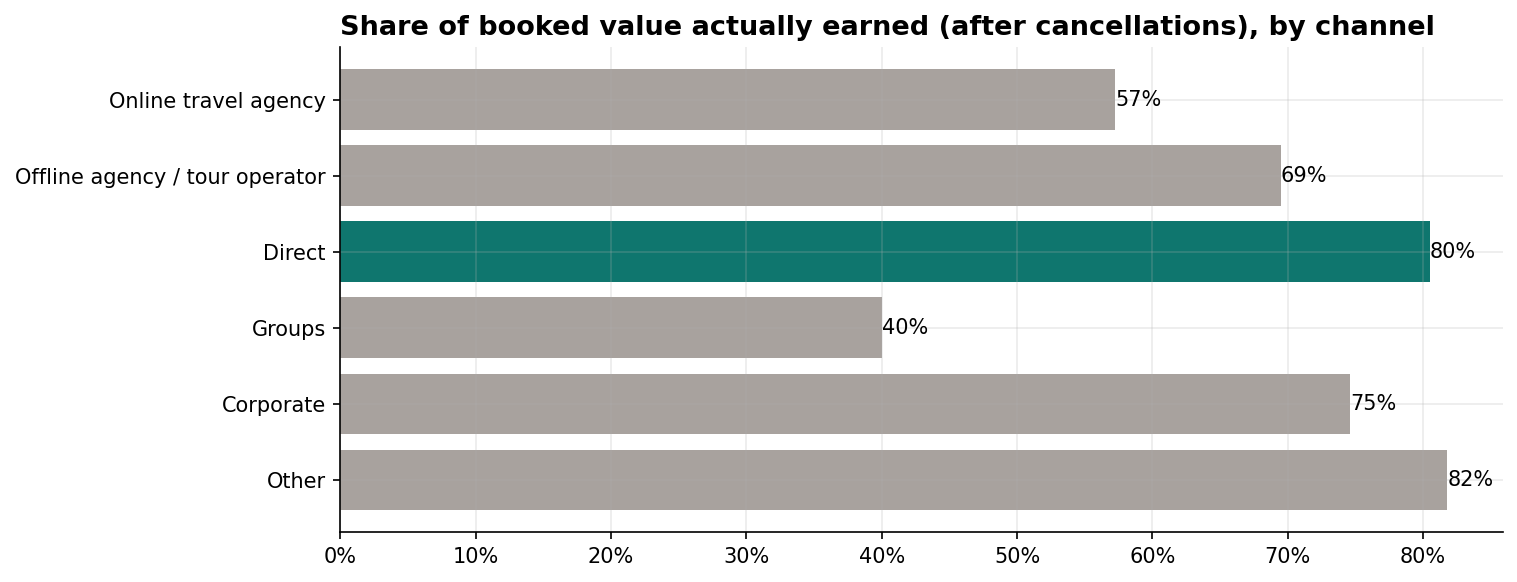 Share of booked value actually earned (after cancellations), by channel
Online travel agency
57%
Offline agency / tour operator
69%
Direct
80%
Groups
40%
Corporate
75%
Other
82%
0% 10% 20% 30% 40% 50% 60% 70% 80%